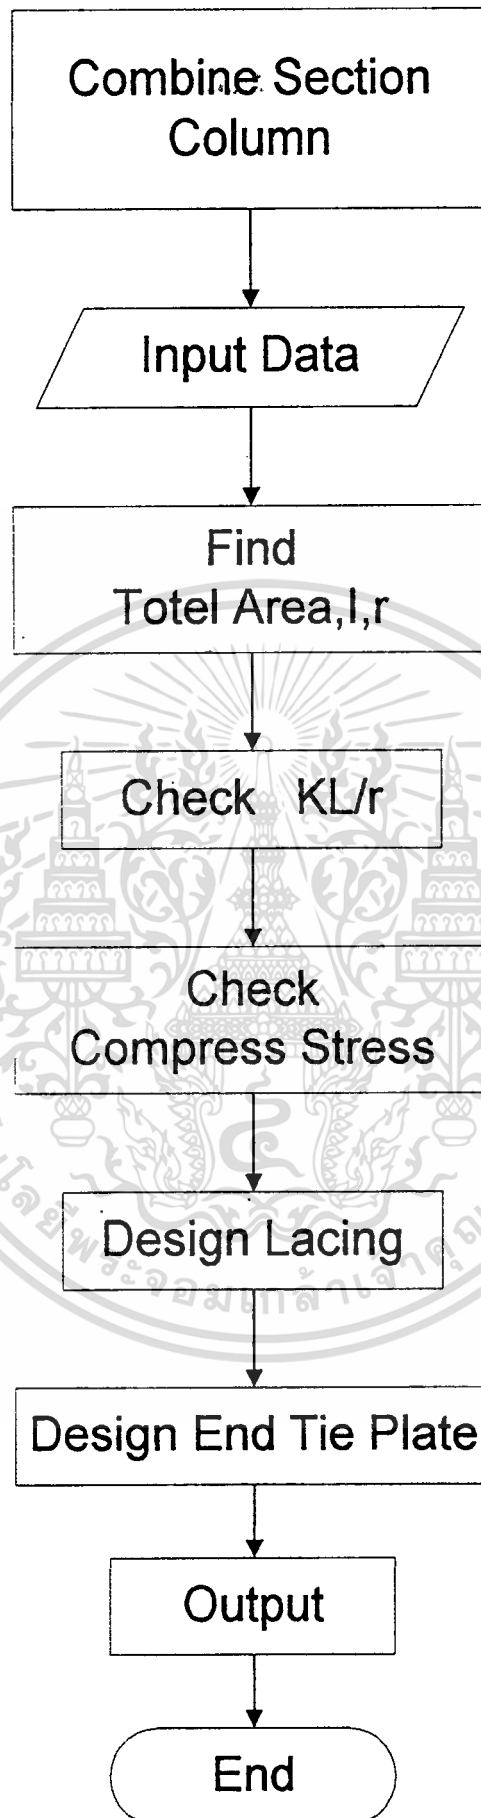 Combine Section
Column
Input Data
Find
Totel Area,I,r
Check KL/r
Check
Compress Stress
Design Lacing
Design End Tie Plate
Output
End